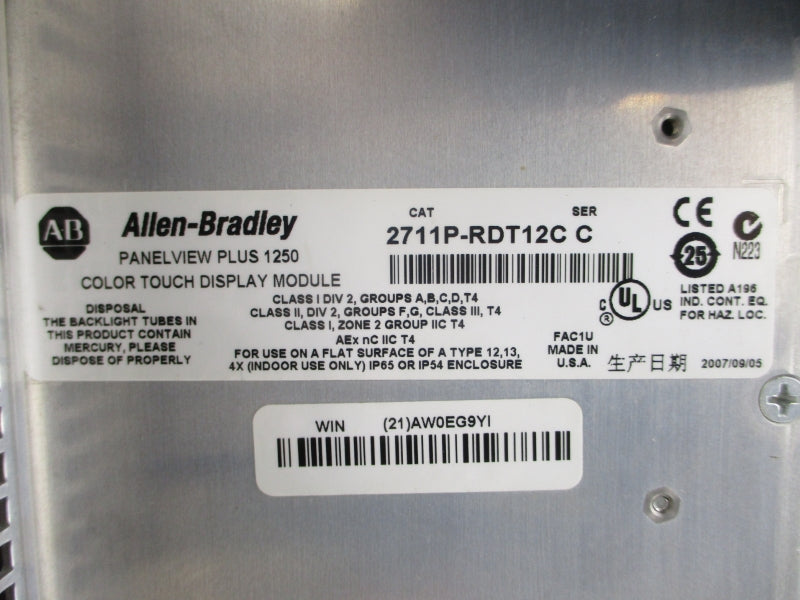 AB Allen-Bradley
PANELVIEW PLUS 1250
COLOR TOUCH DISPLAY MODULE
CAT SER
2711P-RDT12C C
CE
25
N223
DISPOSAL
THE BACKLIGHT TUBES IN
THIS PRODUCT CONTAIN
MERCURY, PLEASE
DISPOSE OF PROPERLY
CLASS I DIV 2, GROUPS A,B,C,D,T4
CLASS II, DIV 2, GROUPS F,G, CLASS III, T4
CLASS I, ZONE 2 GROUP IIC T4
AEx nC IIC T4
FOR USE ON A FLAT SURFACE OF A TYPE 12,13,
4X (INDOOR USE ONLY) IP65 OR IP54 ENCLOSURE
C UL US
®
LISTED A196
IND. CONT. EQ.
FOR HAZ. LOC.
FAC1U
MADE IN
U.S.A.
生产日期 2007/09/05
WIN (21)AW0EG9YI